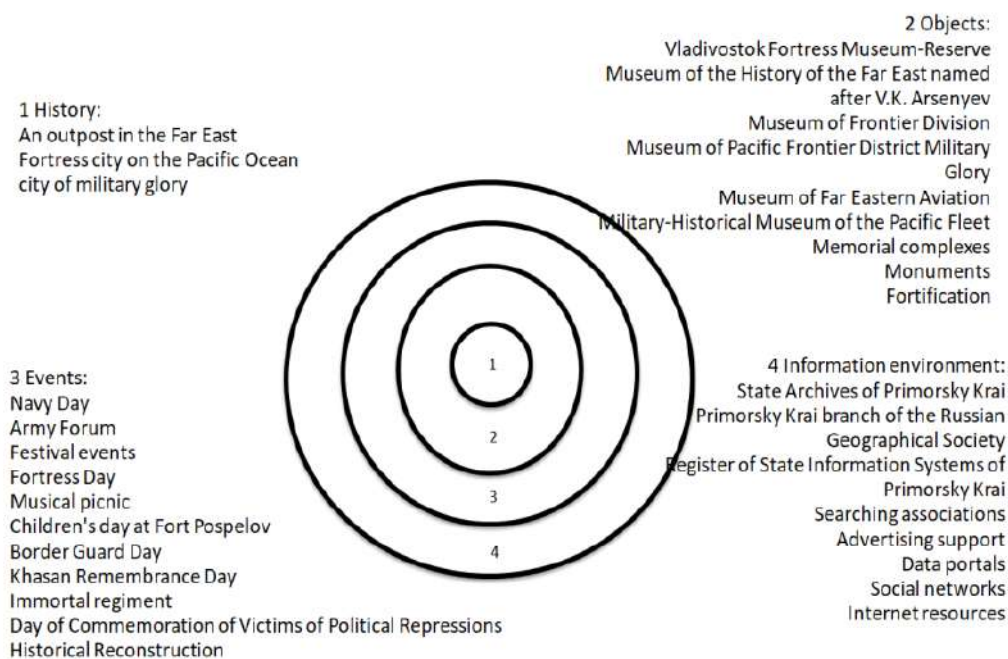 1 History:
An outpost in the Far East
Fortress city on the Pacific Ocean
city of military glory
2 Objects:
Vladivostok Fortress Museum-Reserve
Museum of the History of the Far East named
after V.K. Arsenyev
Museum of Frontier Division
Museum of Pacific Frontier District Military
Glory
Museum of Far Eastern Aviation
Military-Historical Museum of the Pacific Fleet
Memorial complexes
Monuments
Fortification
1
2
3
4
3 Events:
Navy Day
Army Forum
Festival events
Fortress Day
Musical picnic
Children's day at Fort Pospelov
Border Guard Day
Khasan Remembrance Day
Immortal regiment
Day of Commemoration of Victims of Political Repressions
Historical Reconstruction
4 Information environment:
State Archives of Primorsky Krai
Primorsky Krai branch of the Russian
Geographical Society
Register of State Information Systems of
Primorsky Krai
Searching associations
Advertising support
Data portals
Social networks
Internet resources